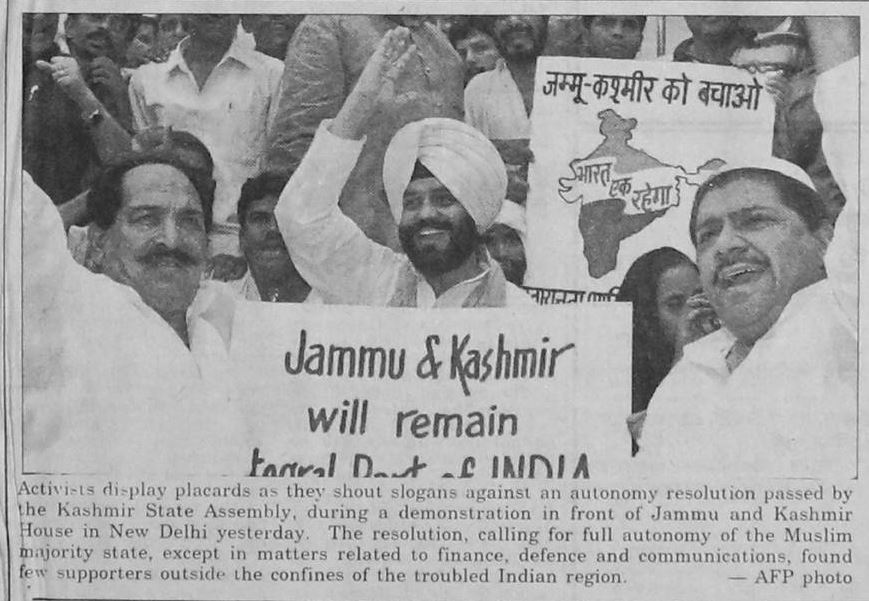 जम्मू-कश्मीर को बचाओ
भारत
एक
रहेगा
Jammu & Kashmir
will remain
Part of INDIA
Activists display placards as they shout slogans against an autonomy resolution passed by
the Kashmir State Assembly, during a demonstration in front of Jammu and Kashmir
House in New Delhi yesterday. The resolution, calling for full autonomy of the Muslim
majority state, except in matters related to finance, defence and communications, found
few supporters outside the confines of the troubled Indian region. — AFP photo